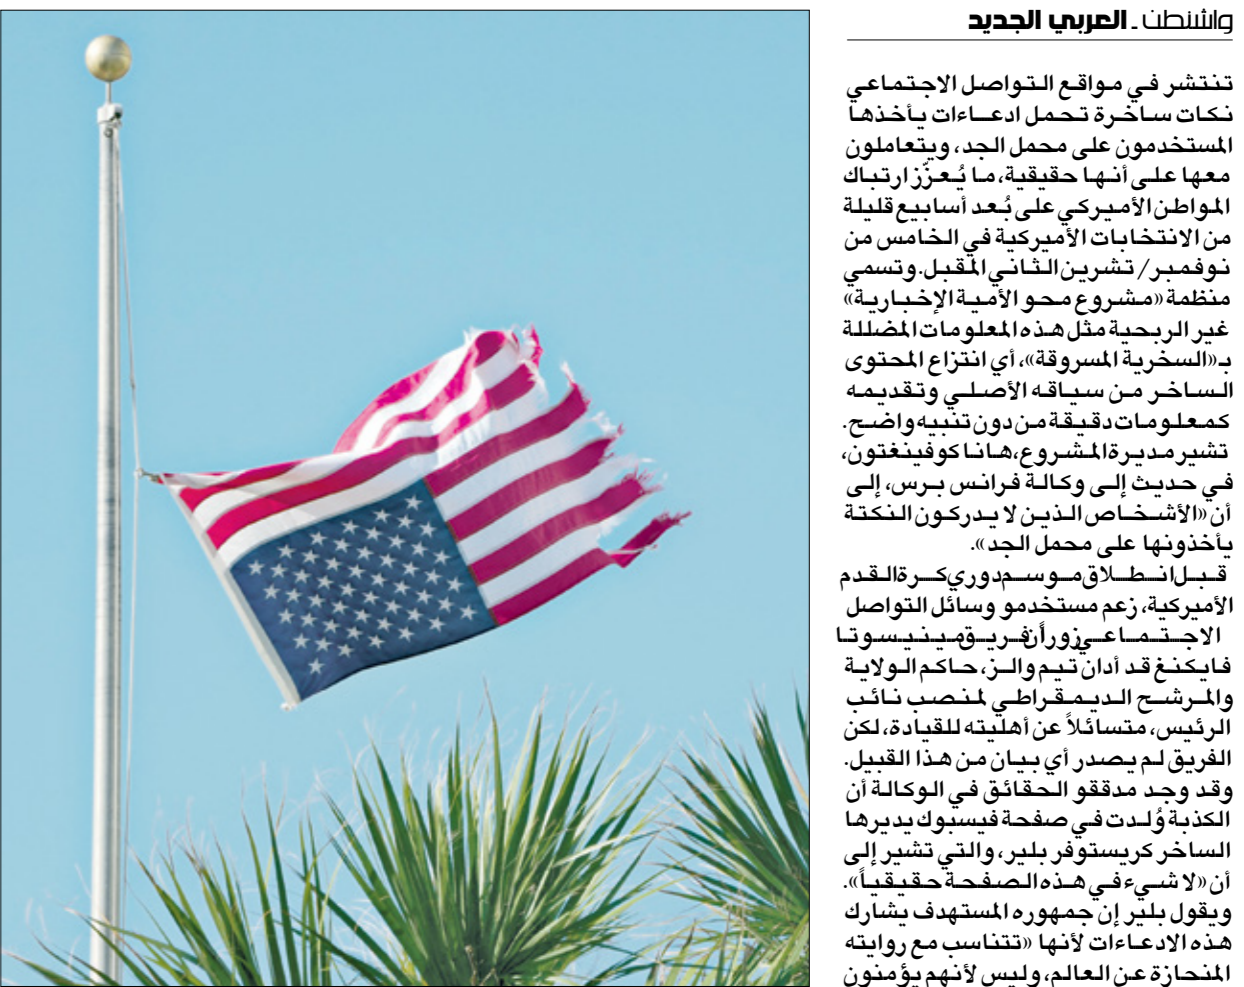 واشنطن ـ العربي الجديد
تنتشر في مواقع التواصل الاجتماعي
نكات ساخرة تحمل ادعاءات يأخذها
المستخدمون على محمل الجد، ويتعاملون
معها على أنها حقيقية، ما يُعزّز ارتباك
المواطن الأميركي على بُعد أسابيع قليلة
من الانتخابات الأميركية في الخامس من
نوفمبر/ تشرين الثاني المقبل. وتسمي
منظمة «مشروع محو الأمية الإخبارية»
غير الربحية مثل هذه المعلومات المضللة
بـ«السخرية المسروقة»، أي انتزاع المحتوى
الساخر من سياقه الأصلي وتقديمه
كمعلومات دقيقة من دون تنبيه واضح.
تشير مديرة المشروع، هانا كوفينغتون،
في حديث إلى وكالة فرانس برس، إلى
أن «الأشخاص الذين لا يدركون النكتة
يأخذونها على محمل الجد».
قبل انطلاق موسم دوري كرة القدم
الأميركية، زعم مستخدمو وسائل التواصل
الاجتماعي زوراً أن فريق مينيسوتا
فايكنغ قد أدان تيم والز، حاكم الولاية
والمرشح الديمقراطي لمنصب نائب
الرئيس، متسائلاً عن أهليته للقيادة، لكن
الفريق لم يصدر أي بيان من هذا القبيل.
وقد وجد مدققو الحقائق في الوكالة أن
الكذبة وُلدت في صفحة فيسبوك يديرها
الساخر كريستوفر بلير، والتي تشير إلى
أن «لا شيء في هذه الصفحة حقيقياً».
ويقول بلير إن جمهوره المستهدف يشارك
هذه الادعاءات لأنها «تتناسب مع روايته
المنحازة عن العالم، وليس لأنهم يؤمنون